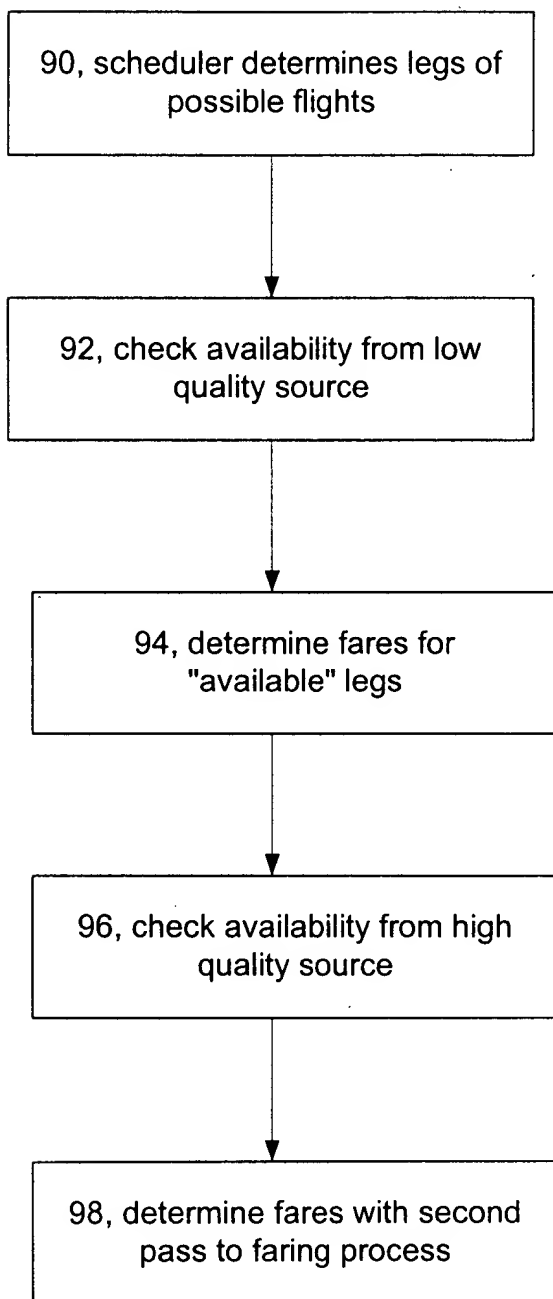 90, scheduler determines legs of
possible flights
92, check availability from low
quality source
94, determine fares for
"available" legs
96, check availability from high
quality source
98, determine fares with second
pass to faring process